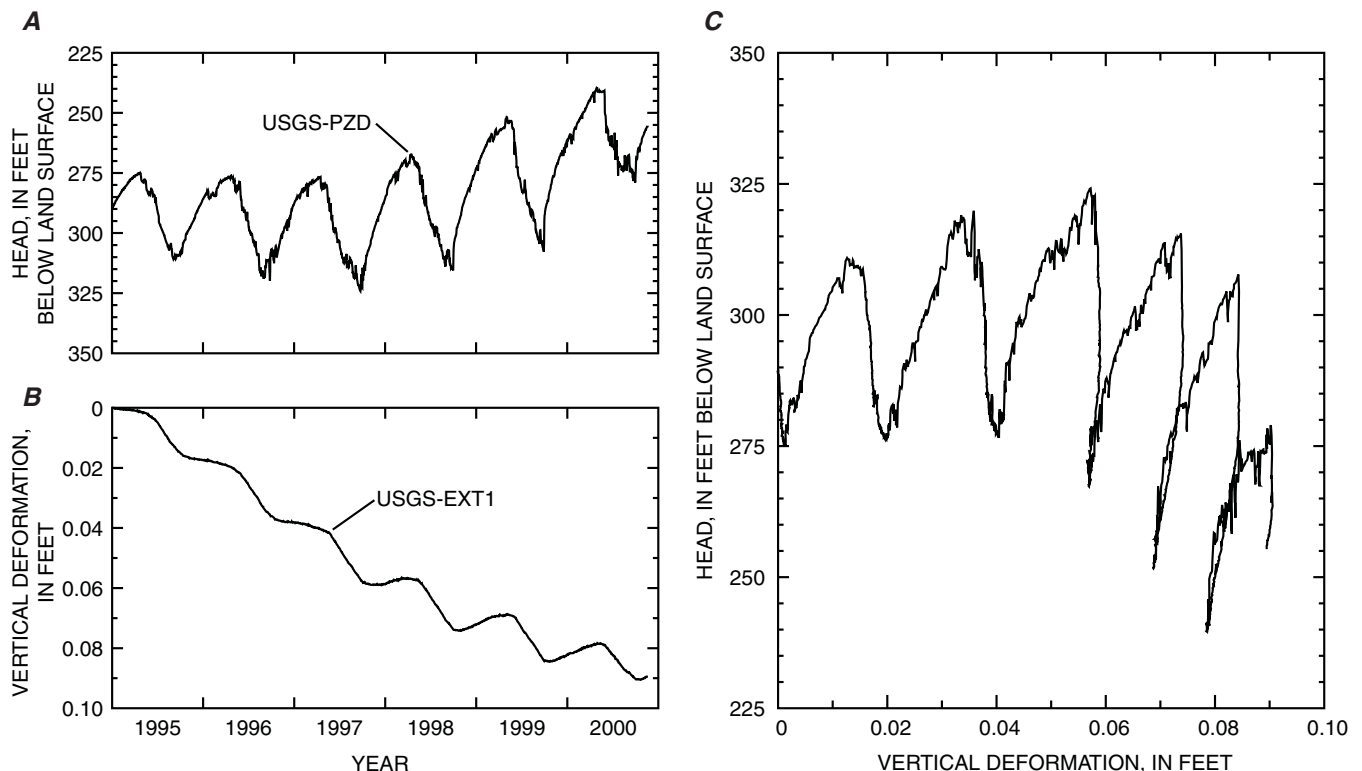 A
225
250
275
300
325
350
HEAD, IN FEET
BELOW LAND SURFACE
USGS-PZD
B
0
0.02
0.04
0.06
0.08
0.10
VERTICAL DEFORMATION,
IN FEET
USGS-EXT1
1995 1996 1997 1998 1999 2000
YEAR
C
350
325
300
275
250
225
HEAD, IN FEET BELOW LAND SURFACE
0 0.02 0.04 0.06 0.08 0.10
VERTICAL DEFORMATION, IN FEET